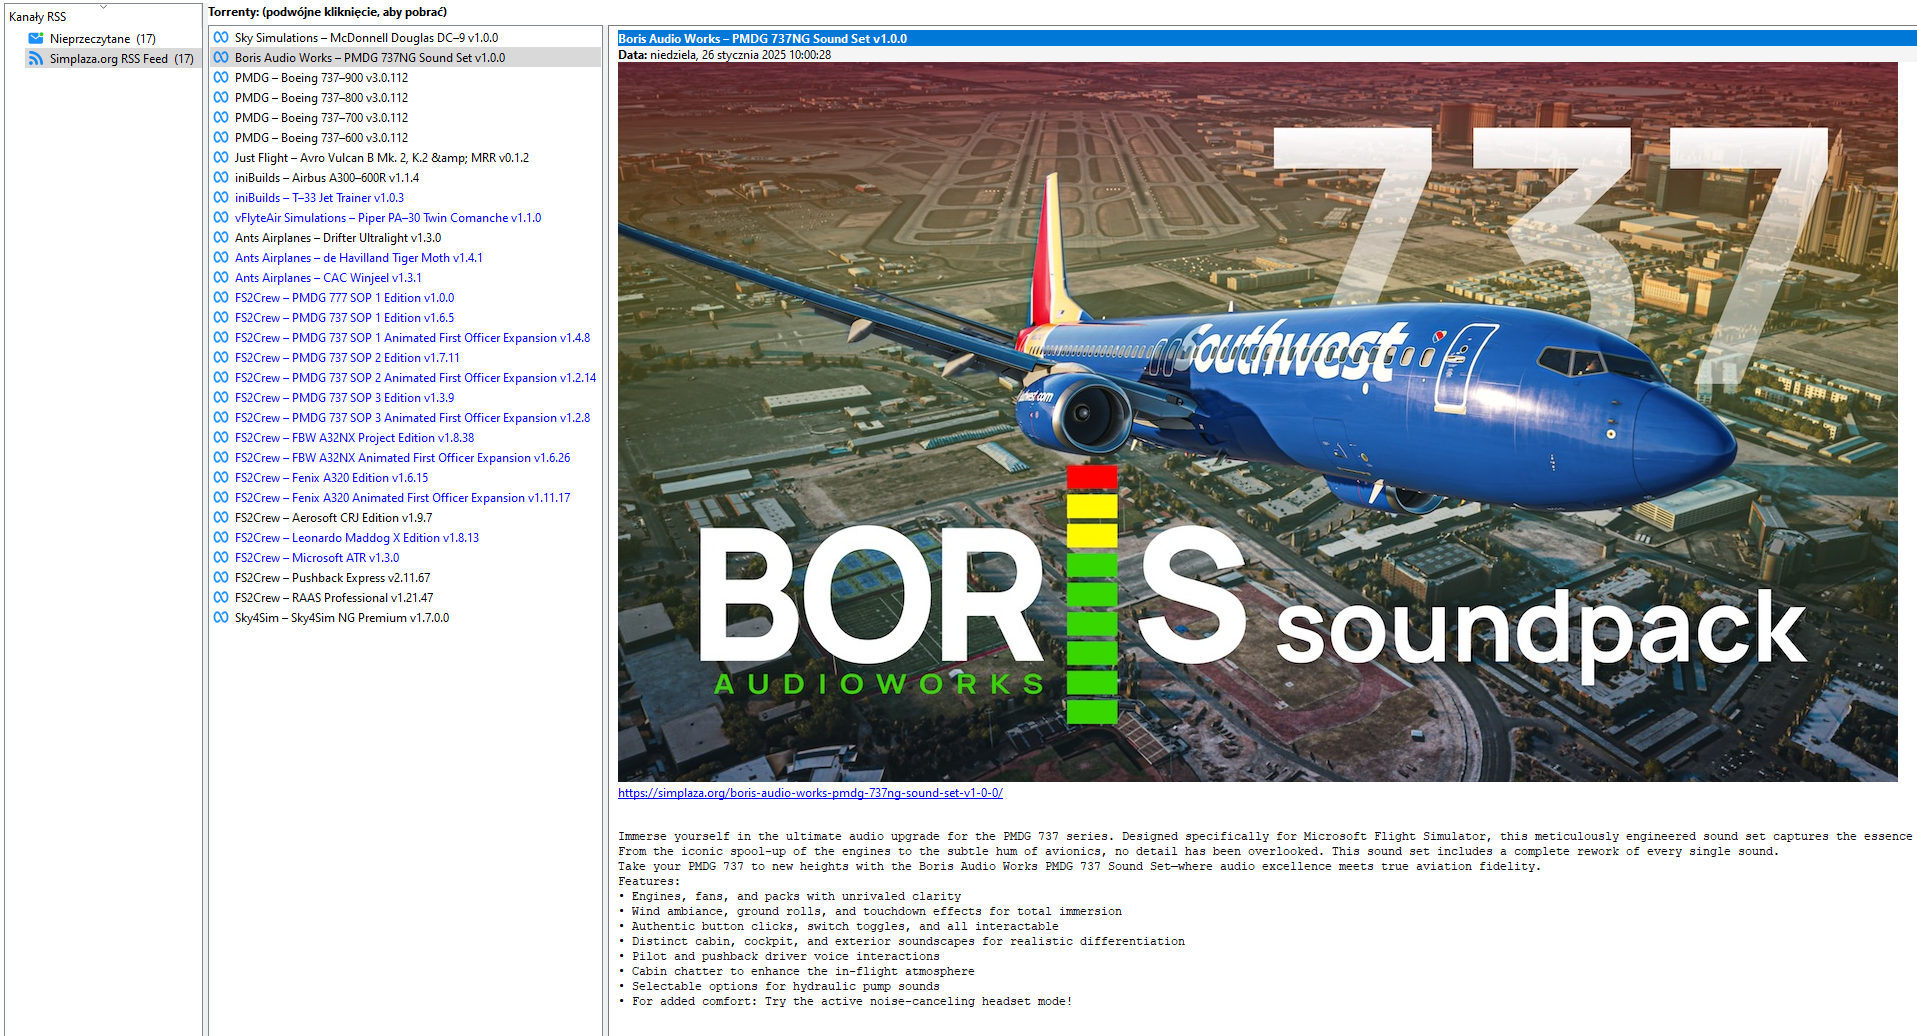 Kanały RSS
Nieprzeczytane (17)
Simplaza.org RSS Feed (17)
Torrenty: (podwójne kliknięcie, aby pobrać)
Sky Simulations – McDonnell Douglas DC–9 v1.0.0
Boris Audio Works – PMDG 737NG Sound Set v1.0.0
PMDG – Boeing 737–900 v3.0.112
PMDG – Boeing 737–800 v3.0.112
PMDG – Boeing 737–700 v3.0.112
PMDG – Boeing 737–600 v3.0.112
Just Flight – Avro Vulcan B Mk. 2, K.2 &amp; MRR v0.1.2
iniBuilds – Airbus A300–600R v1.1.4
iniBuilds – T–33 Jet Trainer v1.0.3
vFlyteAir Simulations – Piper PA–30 Twin Comanche v1.1.0
Ants Airplanes – Drifter Ultralight v1.3.0
Ants Airplanes – de Havilland Tiger Moth v1.4.1
Ants Airplanes – CAC Winjeel v1.3.1
FS2Crew – PMDG 777 SOP 1 Edition v1.0.0
FS2Crew – PMDG 737 SOP 1 Edition v1.6.5
FS2Crew – PMDG 737 SOP 1 Animated First Officer Expansion v1.4.8
FS2Crew – PMDG 737 SOP 2 Edition v1.7.11
FS2Crew – PMDG 737 SOP 2 Animated First Officer Expansion v1.2.14
FS2Crew – PMDG 737 SOP 3 Edition v1.3.9
FS2Crew – PMDG 737 SOP 3 Animated First Officer Expansion v1.2.8
FS2Crew – FBW A32NX Project Edition v1.8.38
FS2Crew – FBW A32NX Animated First Officer Expansion v1.6.26
FS2Crew – Fenix A320 Edition v1.6.15
FS2Crew – Fenix A320 Animated First Officer Expansion v1.11.17
FS2Crew – Aerosoft CRJ Edition v1.9.7
FS2Crew – Leonardo Maddog X Edition v1.8.13
FS2Crew – Microsoft ATR v1.3.0
FS2Crew – Pushback Express v2.11.67
FS2Crew – RAAS Professional v1.21.47
Sky4Sim – Sky4Sim NG Premium v1.7.0.0
Boris Audio Works – PMDG 737NG Sound Set v1.0.0
Data: niedziela, 26 stycznia 2025 10:00:28
737
Southwest
BORIS soundpack
AUDIOWORKS
https://simplaza.org/boris-audio-works-pmdg-737ng-sound-set-v1-0-0/
Immerse yourself in the ultimate audio upgrade for the PMDG 737 series. Designed specifically for Microsoft Flight Simulator, this meticulously engineered sound set captures the essence
From the iconic spool-up of the engines to the subtle hum of avionics, no detail has been overlooked. This sound set includes a complete rework of every single sound.
Take your PMDG 737 to new heights with the Boris Audio Works PMDG 737 Sound Set—where audio excellence meets true aviation fidelity.
Features:
• Engines, fans, and packs with unrivaled clarity
• Wind ambiance, ground rolls, and touchdown effects for total immersion
• Authentic button clicks, switch toggles, and all interactable
• Distinct cabin, cockpit, and exterior soundscapes for realistic differentiation
• Pilot and pushback driver voice interactions
• Cabin chatter to enhance the in-flight atmosphere
• Selectable options for hydraulic pump sounds
• For added comfort: Try the active noise-canceling headset mode!